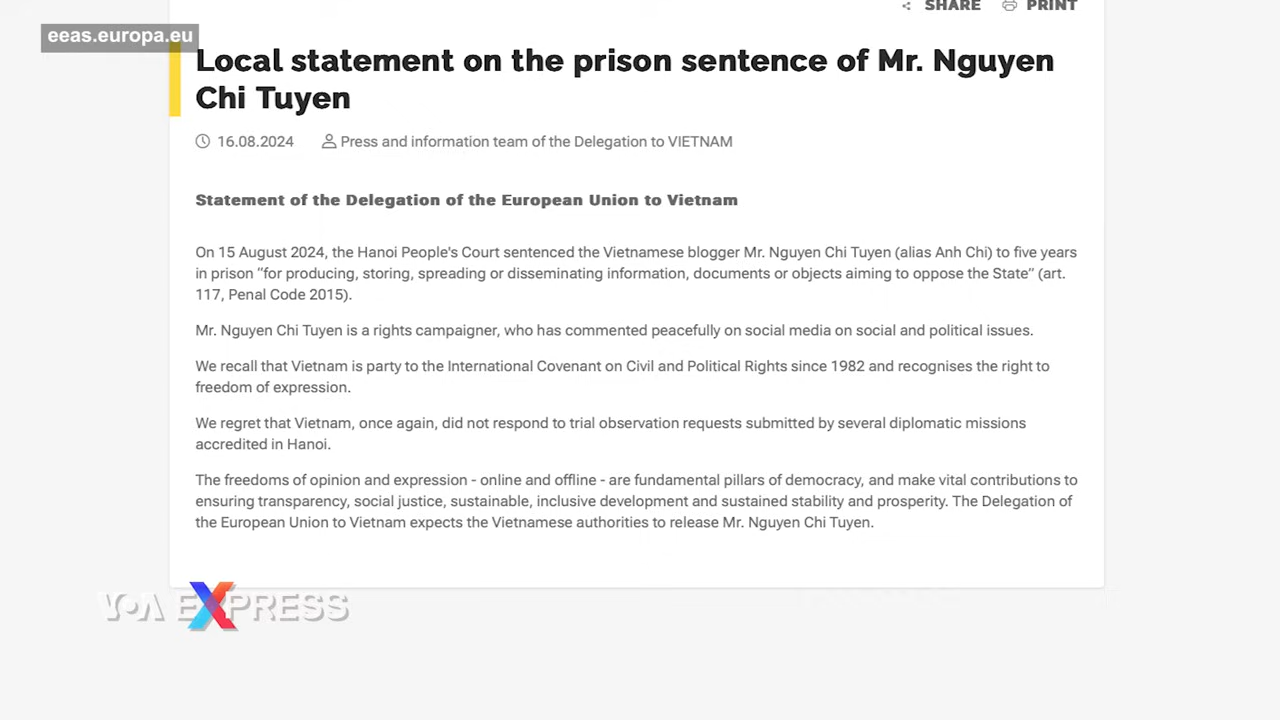 SHARE PRINT
eeas.europa.eu
Local statement on the prison sentence of Mr. Nguyen
Chi Tuyen
16.08.2024 Press and information team of the Delegation to VIETNAM
Statement of the Delegation of the European Union to Vietnam
On 15 August 2024, the Hanoi People's Court sentenced the Vietnamese blogger Mr. Nguyen Chi Tuyen (alias Anh Chi) to five years
in prison “for producing, storing, spreading or disseminating information, documents or objects aiming to oppose the State” (art.
117, Penal Code 2015).
Mr. Nguyen Chi Tuyen is a rights campaigner, who has commented peacefully on social media on social and political issues.
We recall that Vietnam is party to the International Covenant on Civil and Political Rights since 1982 and recognises the right to
freedom of expression.
We regret that Vietnam, once again, did not respond to trial observation requests submitted by several diplomatic missions
accredited in Hanoi.
The freedoms of opinion and expression - online and offline - are fundamental pillars of democracy, and make vital contributions to
ensuring transparency, social justice, sustainable, inclusive development and sustained stability and prosperity. The Delegation of
the European Union to Vietnam expects the Vietnamese authorities to release Mr. Nguyen Chi Tuyen.
VOA EXPRESS